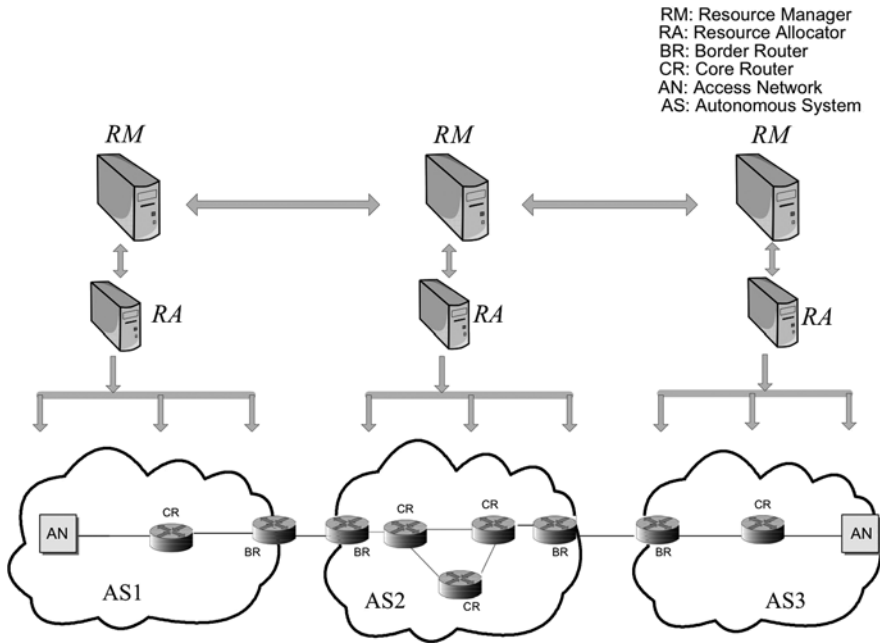 RM: Resource Manager
RA: Resource Allocator
BR: Border Router
CR: Core Router
AN: Access Network
AS: Autonomous System
RM
RM
RM
RA
RA
RA
AN
CR
BR
AS1
BR
CR
CR
CR
BR
AS2
BR
CR
AN
AS3